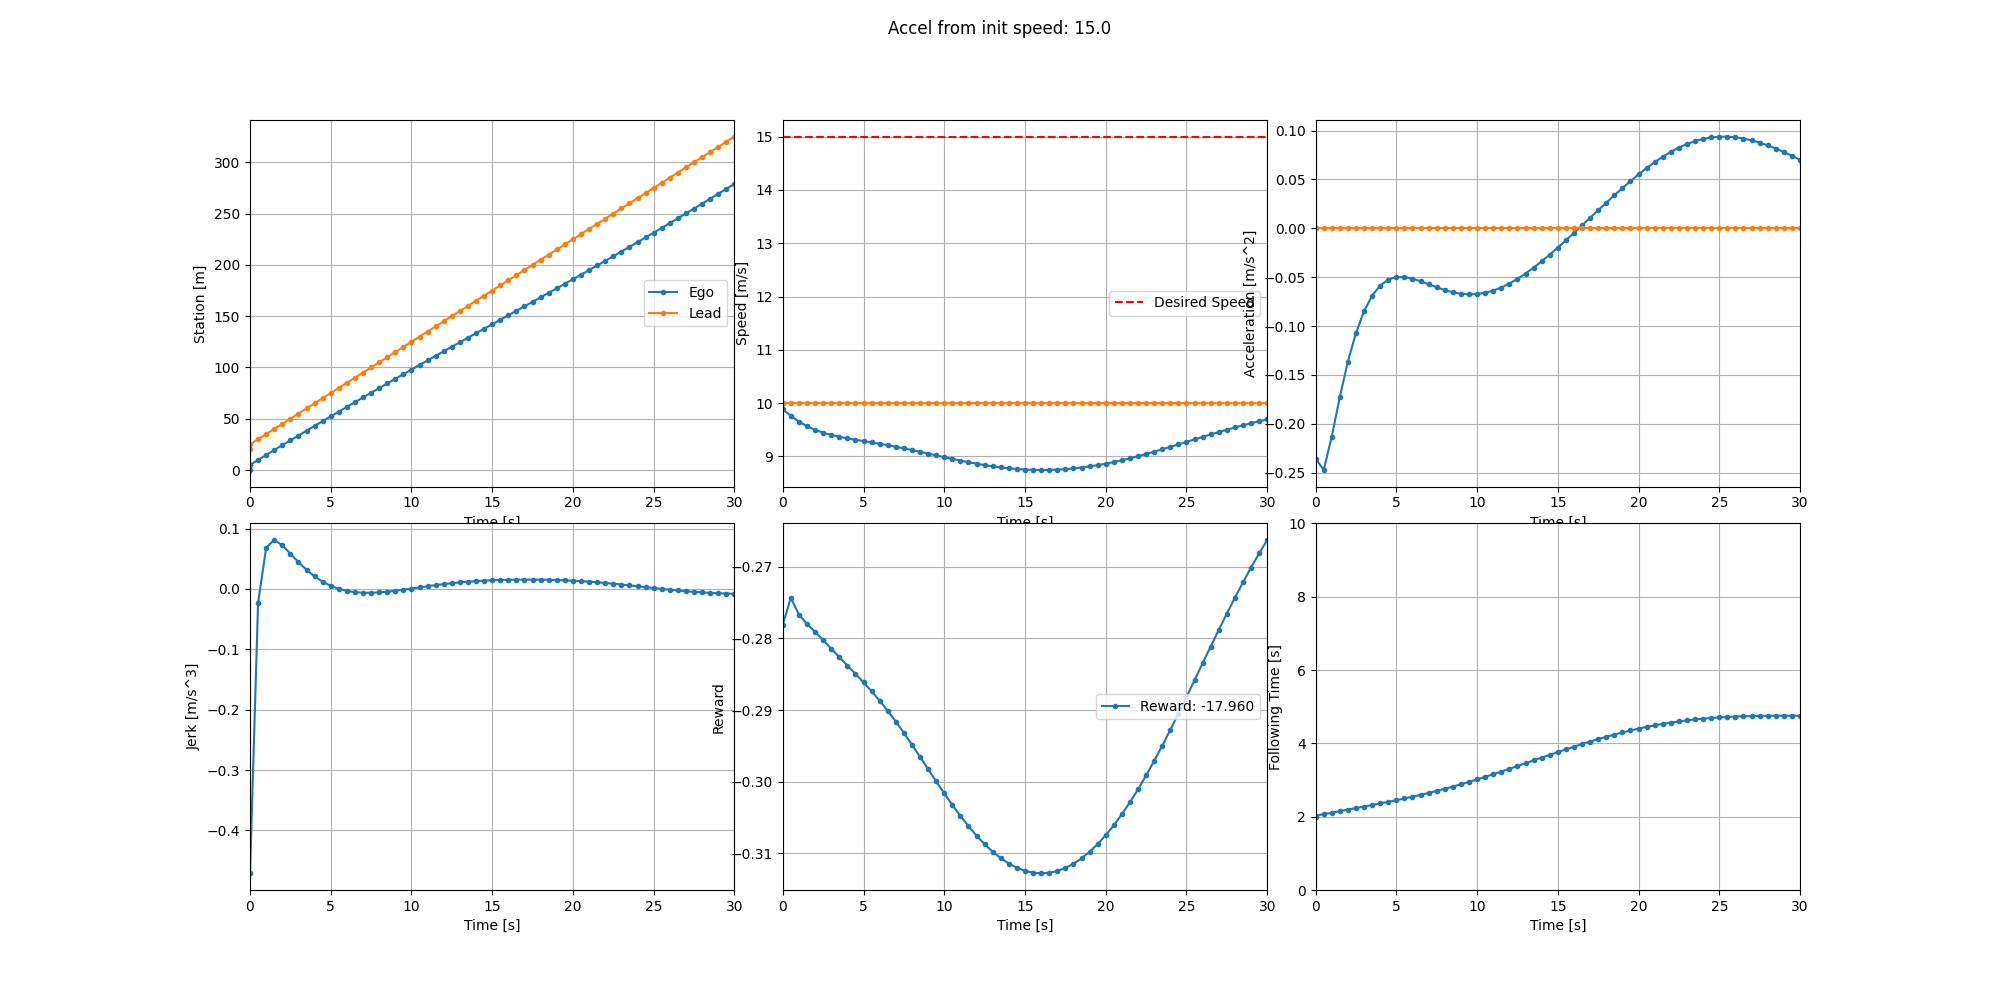 Accel from init speed: 15.0
Station [m]
300
250
200
150
100
50
0
0 5 10 15 20 25 30
Time [s]
Ego
Lead
Speed [m/s]
15
14
13
12
11
10
9
0 5 10 15 20 25 30
Time [s]
Desired Speed
Acceleration [m/s^2]
0.10
0.05
0.00
−0.05
−0.10
−0.15
−0.20
−0.25
0 5 10 15 20 25 30
Time [s]
Jerk [m/s^3]
0.1
0.0
−0.1
−0.2
−0.3
−0.4
0 5 10 15 20 25 30
Time [s]
Reward
−0.27
−0.28
−0.29
−0.30
−0.31
0 5 10 15 20 25 30
Time [s]
Reward: -17.960
Following Time [s]
10
8
6
4
2
0
0 5 10 15 20 25 30
Time [s]